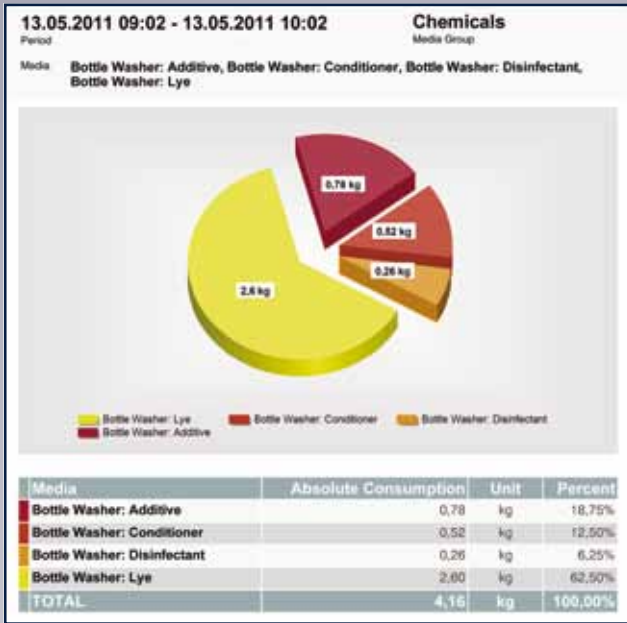 13.05.2011 09:02 - 13.05.2011 10:02
Period
Chemicals
Media Group
Media Bottle Washer: Additive, Bottle Washer: Conditioner, Bottle Washer: Disinfectant,
Bottle Washer: Lye
0,78 kg
0,52 kg
0,26 kg
2,6 kg
Bottle Washer: Lye Bottle Washer: Conditioner Bottle Washer: Disinfectant
Bottle Washer: Additive
Media Absolute Consumption Unit Percent
Bottle Washer: Additive 0,78 kg 18,75%
Bottle Washer: Conditioner 0,52 kg 12,50%
Bottle Washer: Disinfectant 0,26 kg 6,25%
Bottle Washer: Lye 2,60 kg 62,50%
TOTAL 4,16 kg 100,00%